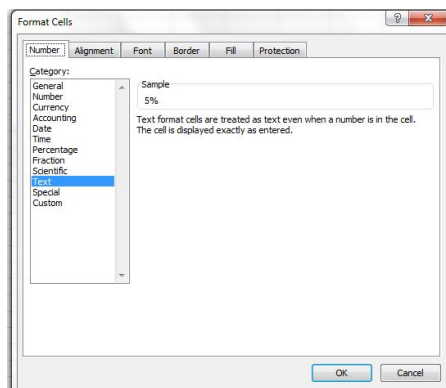 Format Cells
Number Alignment Font Border Fill Protection
Category:
General
Number
Currency
Accounting
Date
Time
Percentage
Fraction
Scientific
Text
Special
Custom
Sample
5%
Text format cells are treated as text even when a number is in the cell.
The cell is displayed exactly as entered.
OK Cancel